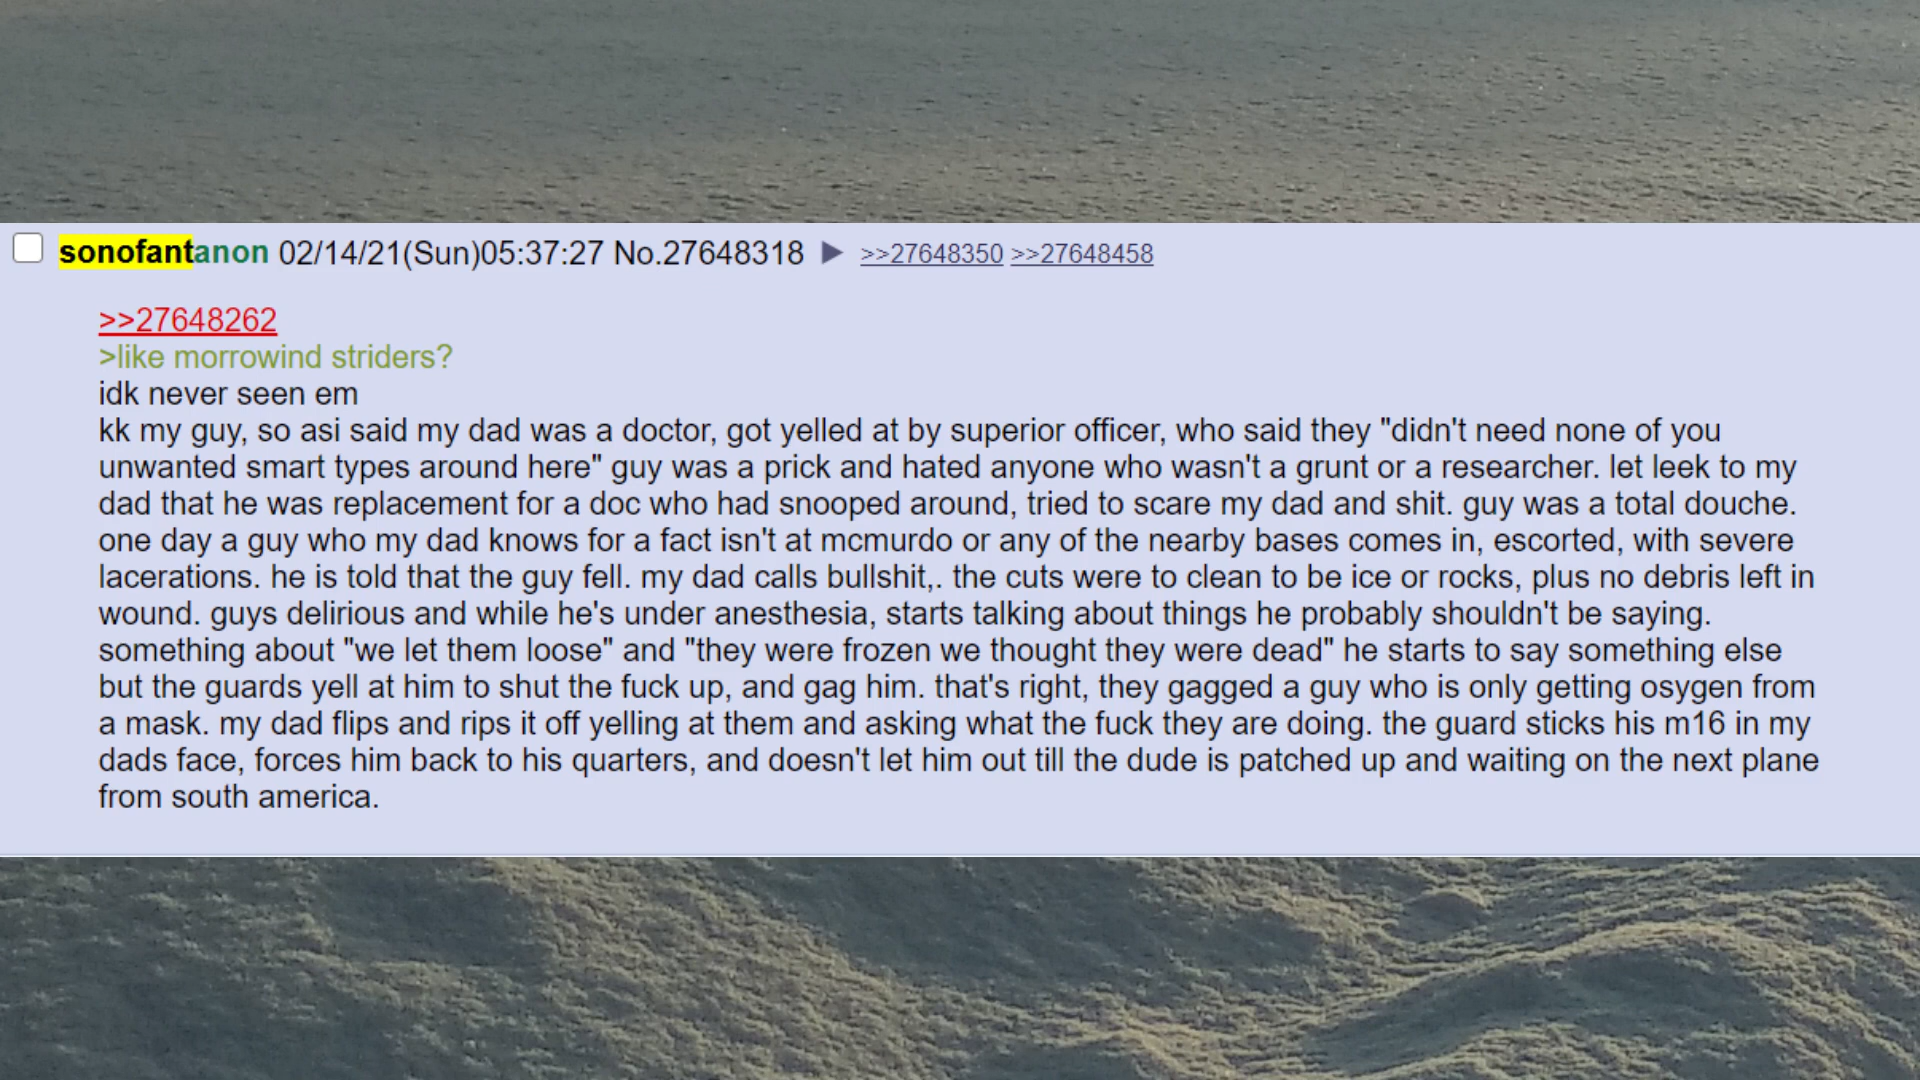 sonofantanon 02/14/21(Sun)05:37:27 No.27648318 ▶ >>27648350 >>27648458
>>27648262
>like morrowind striders?
idk never seen em
kk my guy, so asi said my dad was a doctor, got yelled at by superior officer, who said they "didn't need none of you
unwanted smart types around here" guy was a prick and hated anyone who wasn't a grunt or a researcher. let leek to my
dad that he was replacement for a doc who had snooped around, tried to scare my dad and shit. guy was a total douche.
one day a guy who my dad knows for a fact isn't at mcmurdo or any of the nearby bases comes in, escorted, with severe
lacerations. he is told that the guy fell. my dad calls bullshit,. the cuts were to clean to be ice or rocks, plus no debris left in
wound. guys delirious and while he's under anesthesia, starts talking about things he probably shouldn't be saying.
something about "we let them loose" and "they were frozen we thought they were dead" he starts to say something else
but the guards yell at him to shut the fuck up, and gag him. that's right, they gagged a guy who is only getting osygen from
a mask. my dad flips and rips it off yelling at them and asking what the fuck they are doing. the guard sticks his m16 in my
dads face, forces him back to his quarters, and doesn't let him out till the dude is patched up and waiting on the next plane
from south america.